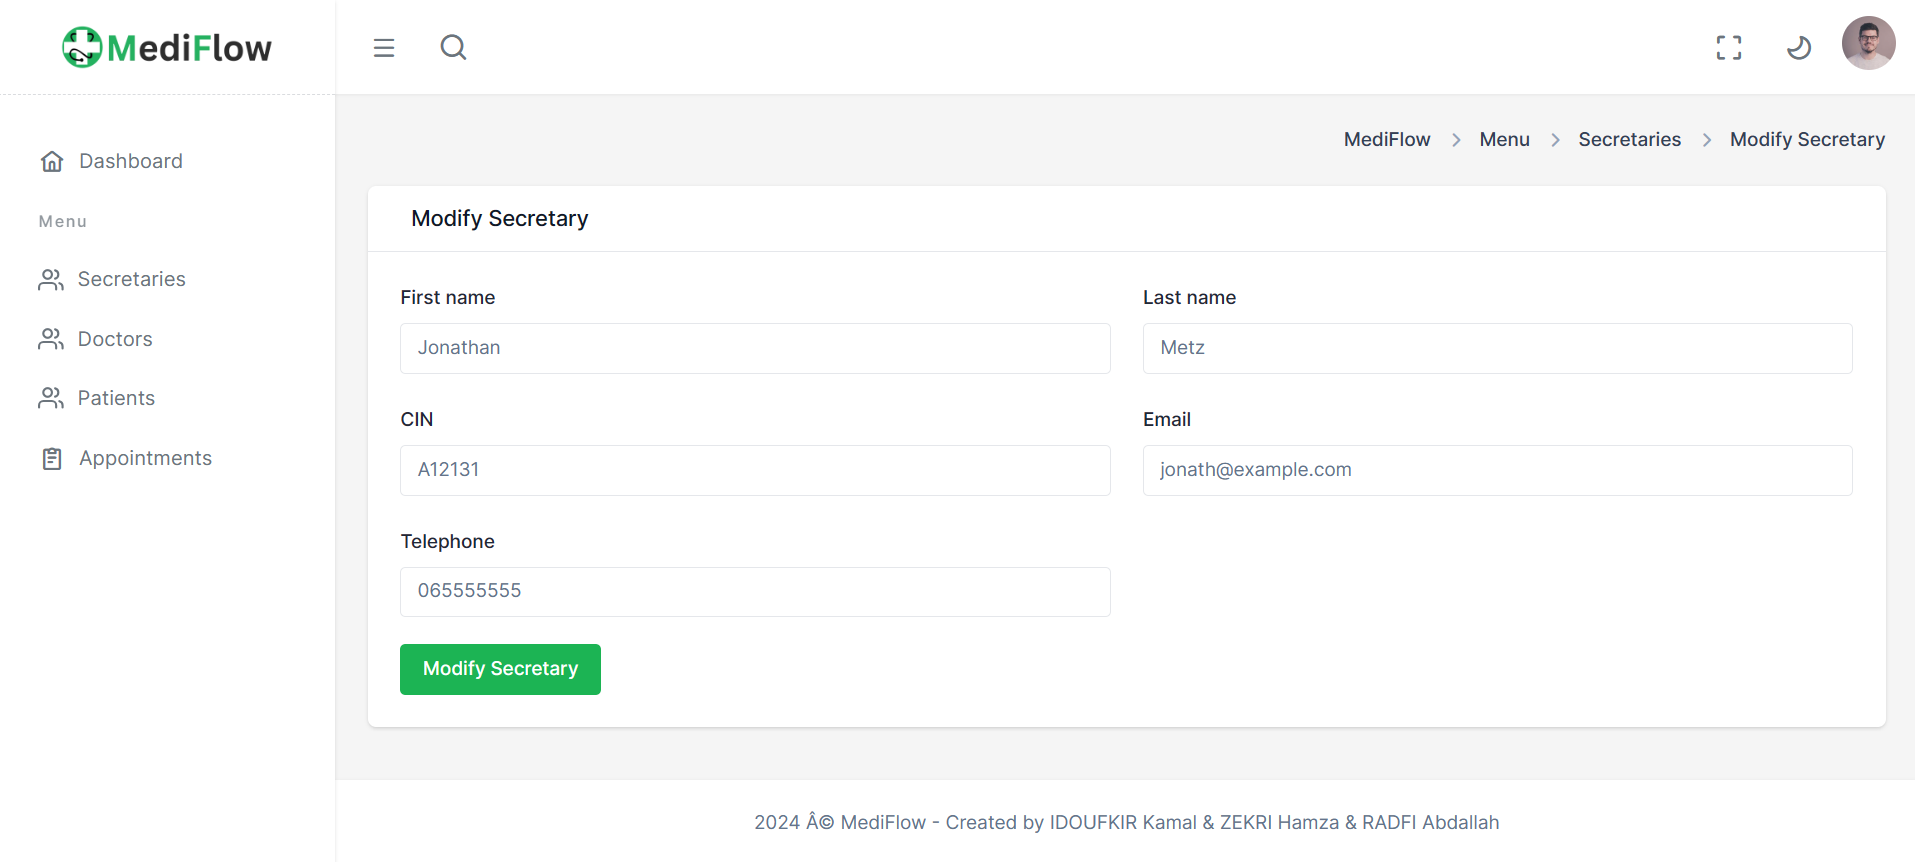 MediFlow
MediFlow > Menu > Secretaries > Modify Secretary
Dashboard
Menu
Secretaries
Doctors
Patients
Appointments
Modify Secretary
First name
Last name
Jonathan
Metz
CIN
Email
A12131
jonath@example.com
Telephone
065555555
Modify Secretary
2024 Â© MediFlow - Created by IDOUFKIR Kamal & ZEKRI Hamza & RADFI Abdallah